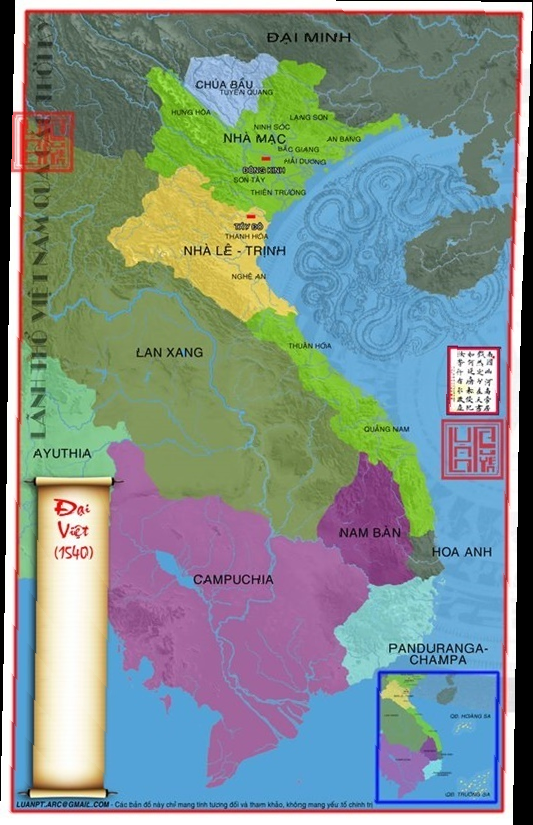 LÃNH THỔ VIỆT NAM QUA
ĐẠI MINH
CHÚA BẦU
TUYÊN QUANG
HƯNG HÓA
LẠNG SƠN
NINH SÓC
AN BANG
NHÀ MẠC
BẮC GIANG
HẢI DƯƠNG
ĐÔNG KINH
SƠN TÂY
THIÊN TRƯỜNG
TÂY ĐÔ
THANH HÓA
NHÀ LÊ - TRỊNH
NGHỆ AN
THUẬN HÓA
LAN XANG
QUẢNG NAM
AYUTHIA
Đại
Việt
(1540)
NAM BÀN
HOA ANH
CAMPUCHIA
PANDURANGA-
CHAMPA
QĐ. HOÀNG SA
QĐ. TRƯỜNG SA
LUANPT.ARC@GMAIL.COM - Các bản đồ này chỉ mang tính tương đối và tham khảo, không mang yếu tố chính trị